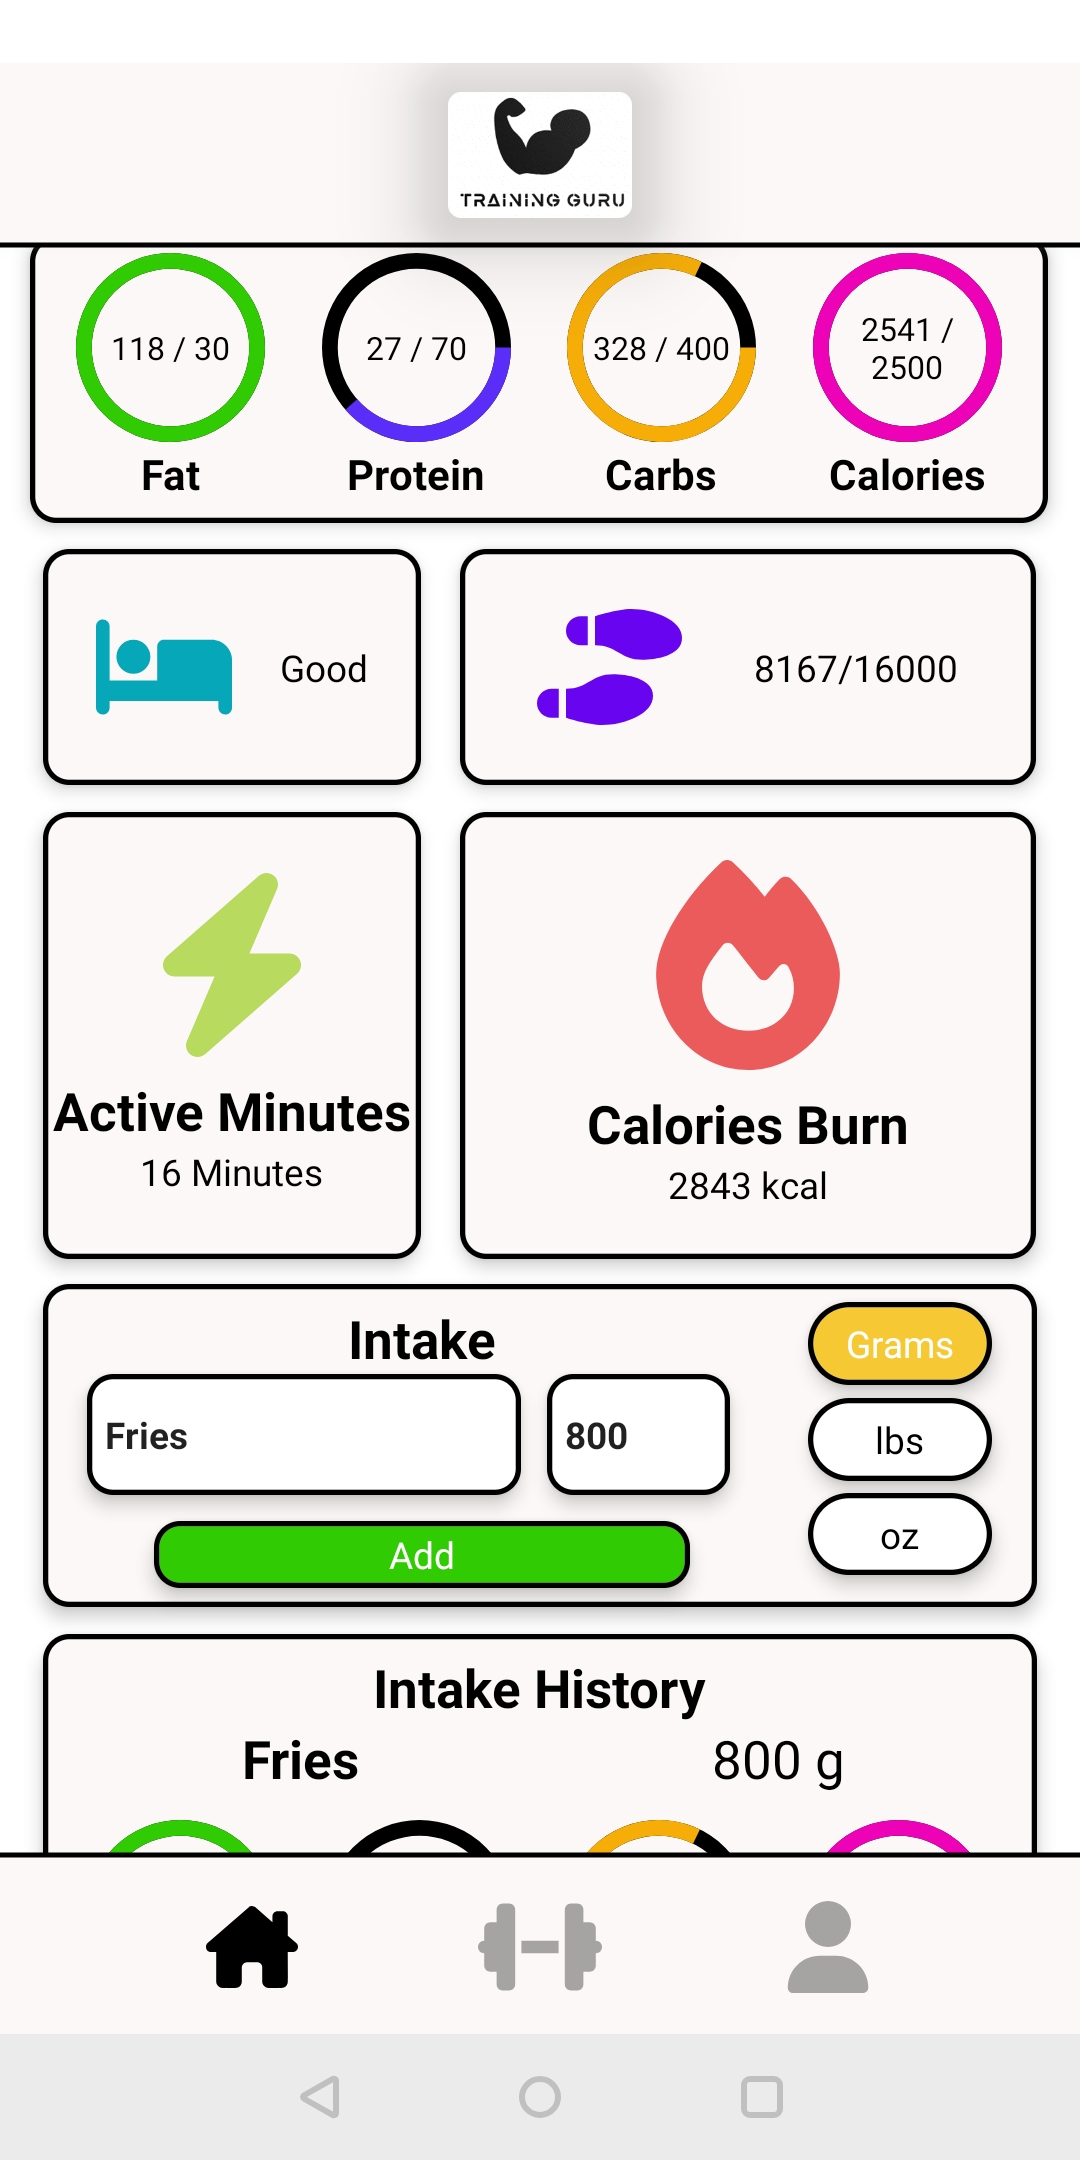 TRAINING GURU
118 / 30
27 / 70
328 / 400
2541 /
2500
Fat
Protein
Carbs
Calories
Good
8167/16000
Active Minutes
16 Minutes
Calories Burn
2843 kcal
Intake
Grams
Fries
800
lbs
Add
oz
Intake History
Fries
800 g